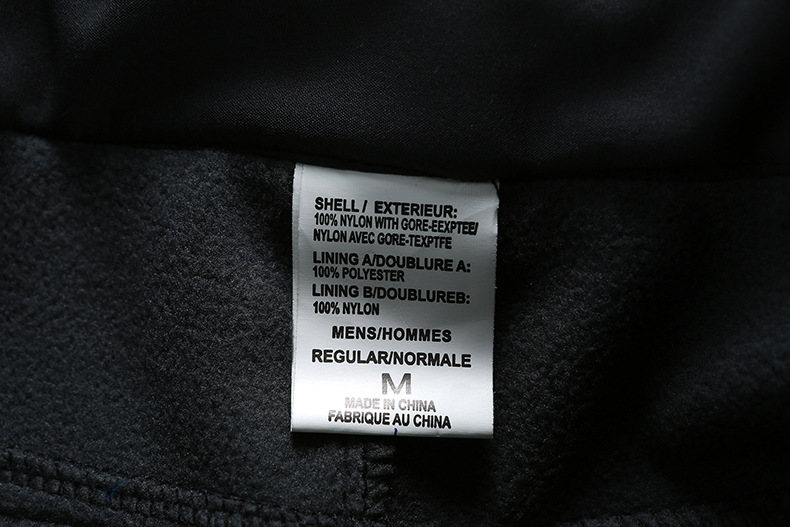 SHELL / EXTERIEUR:
100% NYLON WITH GORE-EEXPTEE/
NYLON AVEC GORE-TEXPTFE
LINING A/DOUBLURE A:
100% POLYESTER
LINING B/DOUBLUREB:
100% NYLON
MENS/HOMMES
REGULAR/NORMALE
M
MADE IN CHINA
FABRIQUE AU CHINA